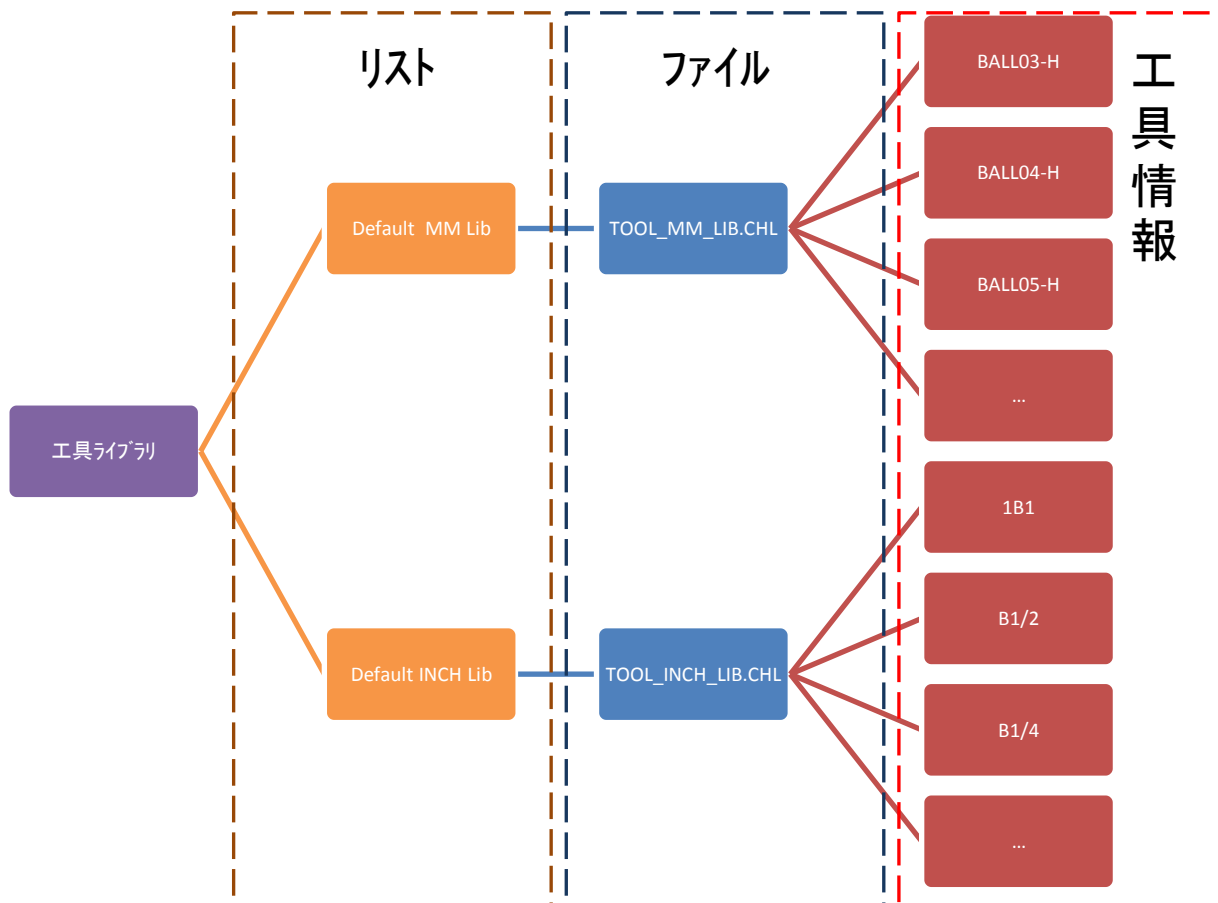 リスト
ファイル
工具情報
工具ライブラリ
Default MM Lib
TOOL_MM_LIB.CHL
BALL03-H
BALL04-H
BALL05-H
...
Default INCH Lib
TOOL_INCH_LIB.CHL
1B1
B1/2
B1/4
...